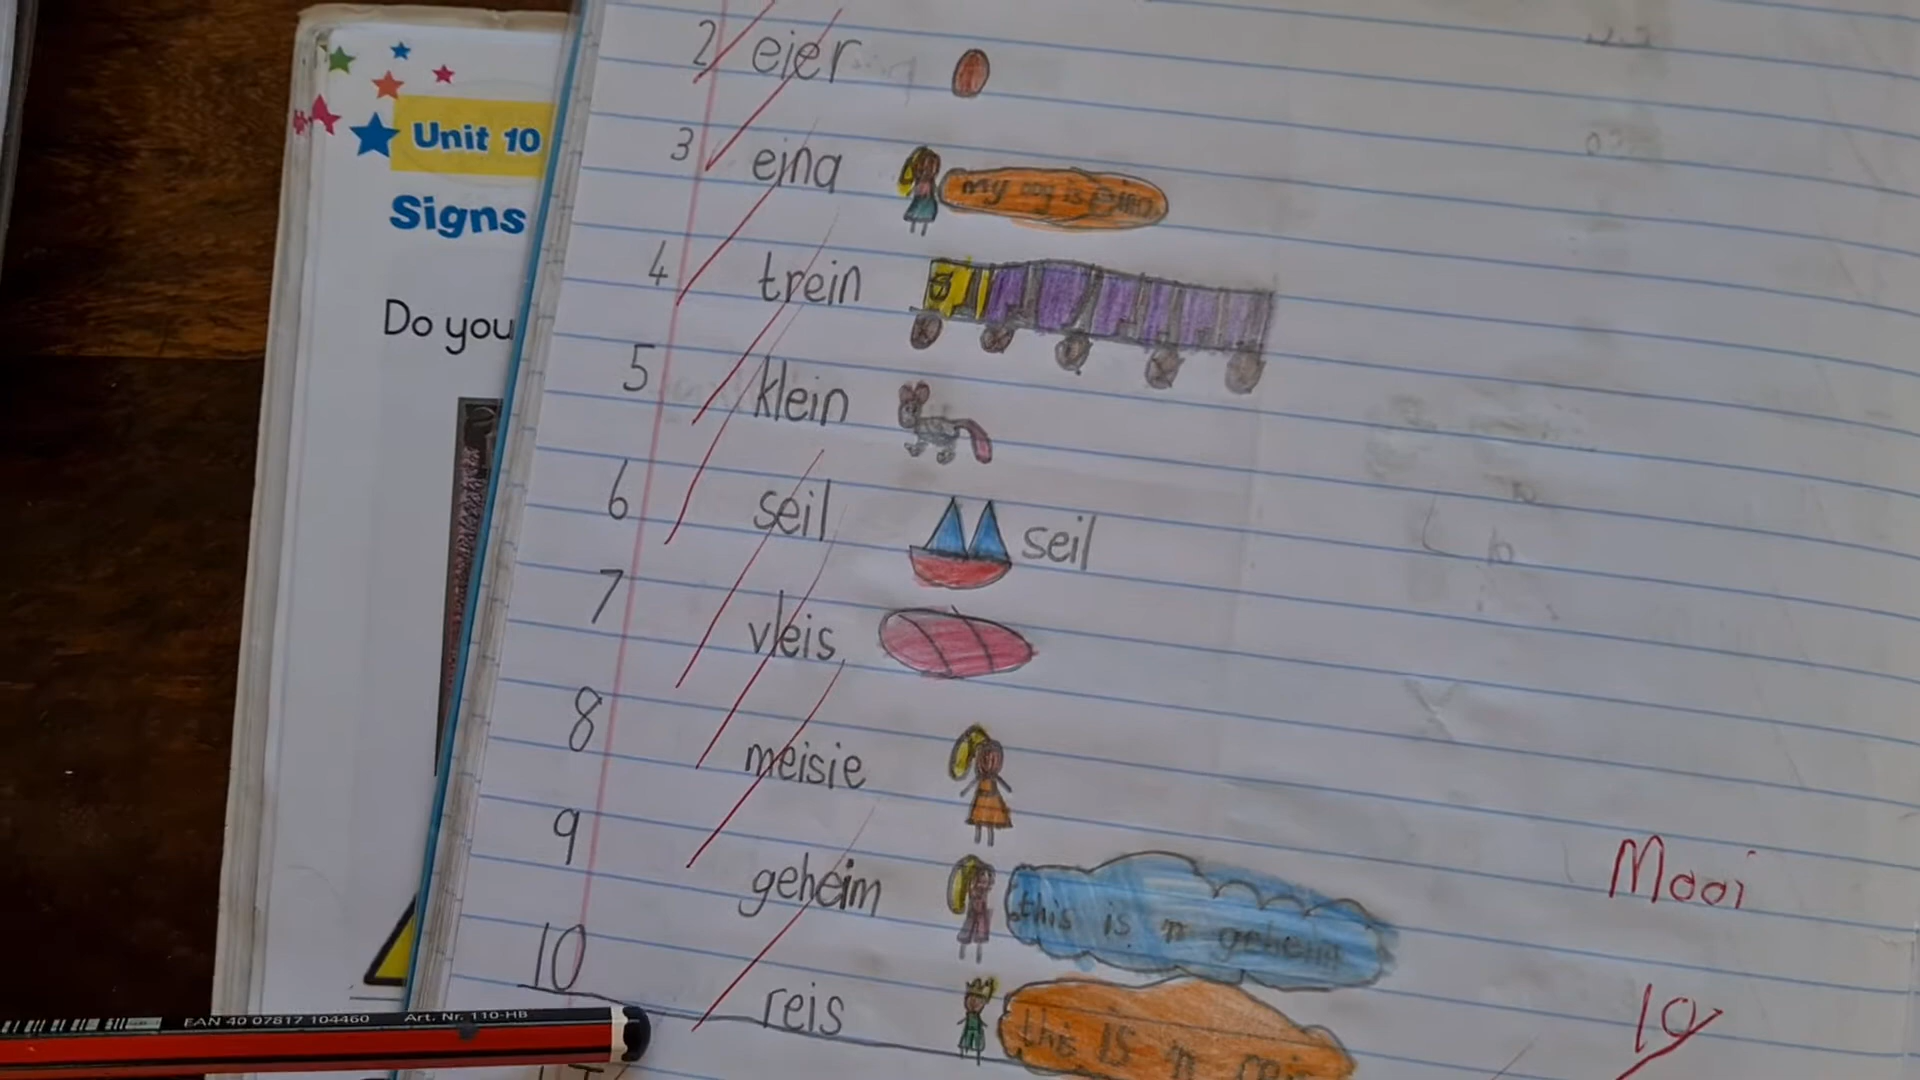 Unit 10
Signs
Do you
2 eier
3 eina
my is eina
4 trein
5 klein
6 seil seil
7 vleis
8 meisie
9 geheim
this is 'n geheim
10 reis
this is 'n reis
Mooi
10
EAN 40 07817 104460 Art. Nr. 110-HB